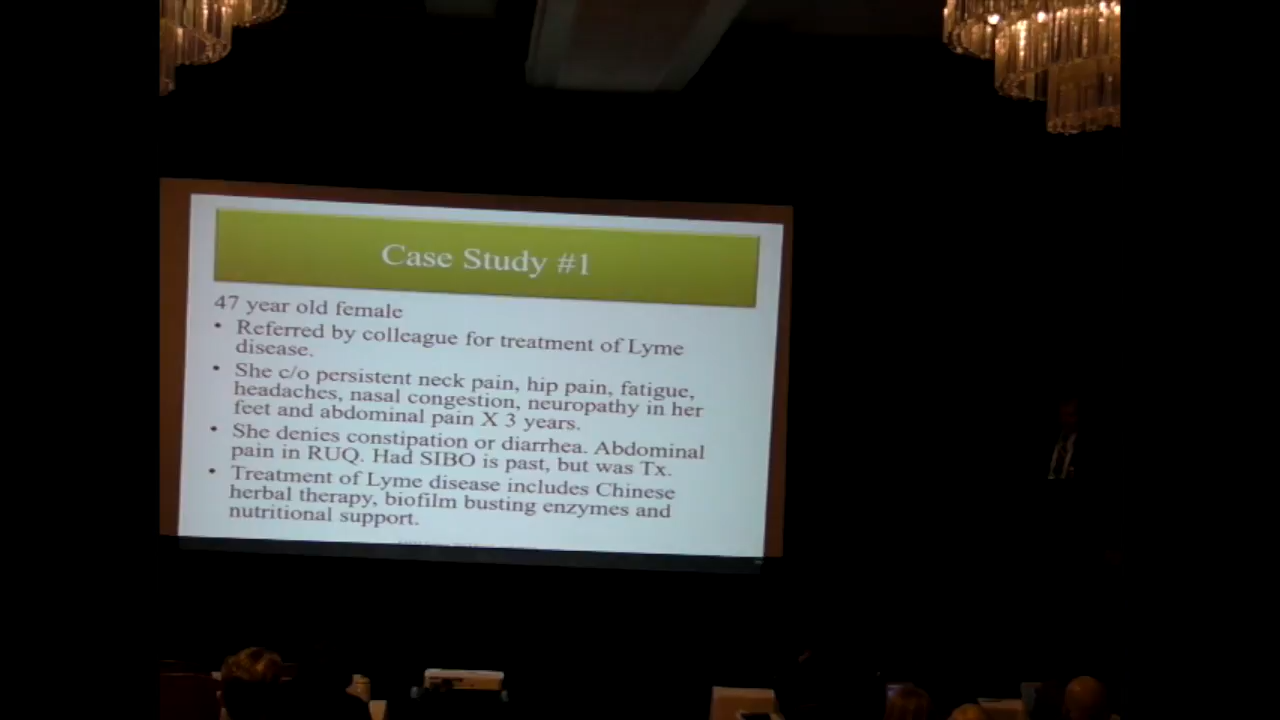 Case Study #1
47 year old female
• Referred by colleague for treatment of Lyme
disease.
• She c/o persistent neck pain, hip pain, fatigue,
headaches, nasal congestion, neuropathy in her
feet and abdominal pain X 3 years.
• She denies constipation or diarrhea. Abdominal
pain in RUQ. Had SIBO is past, but was Tx.
• Treatment of Lyme disease includes Chinese
herbal therapy, biofilm busting enzymes and
nutritional support.